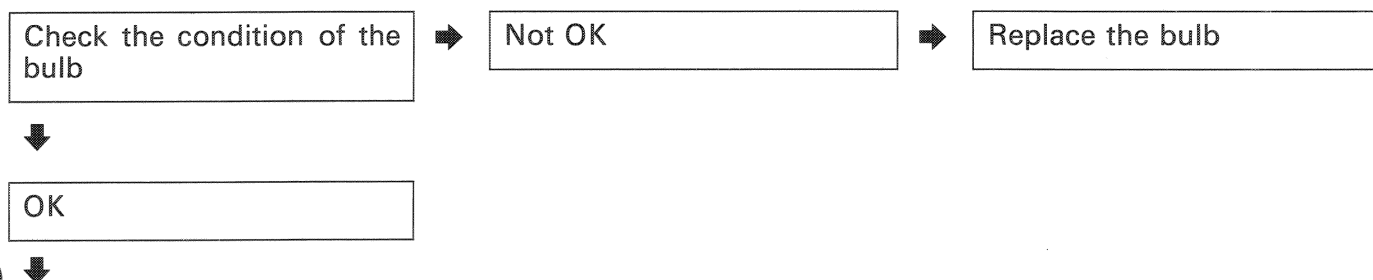 Check the condition of the
bulb
Not OK
Replace the bulb
OK